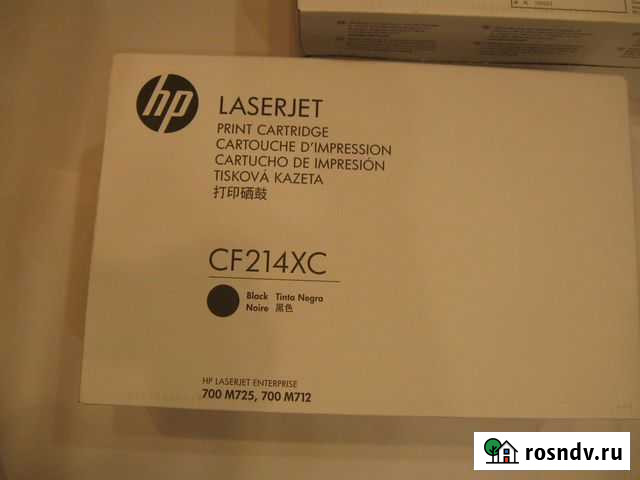 hp
LASERJET
PRINT CARTRIDGE
CARTOUCHE D'IMPRESSION
CARTUCHO DE IMPRESIÓN
TISKOVÁ KAZETA
打印硒鼓
CF214XC
Black Tinta Negra
Noire 黑色
HP LASERJET ENTERPRISE
700 M725, 700 M712
rosndv.ru